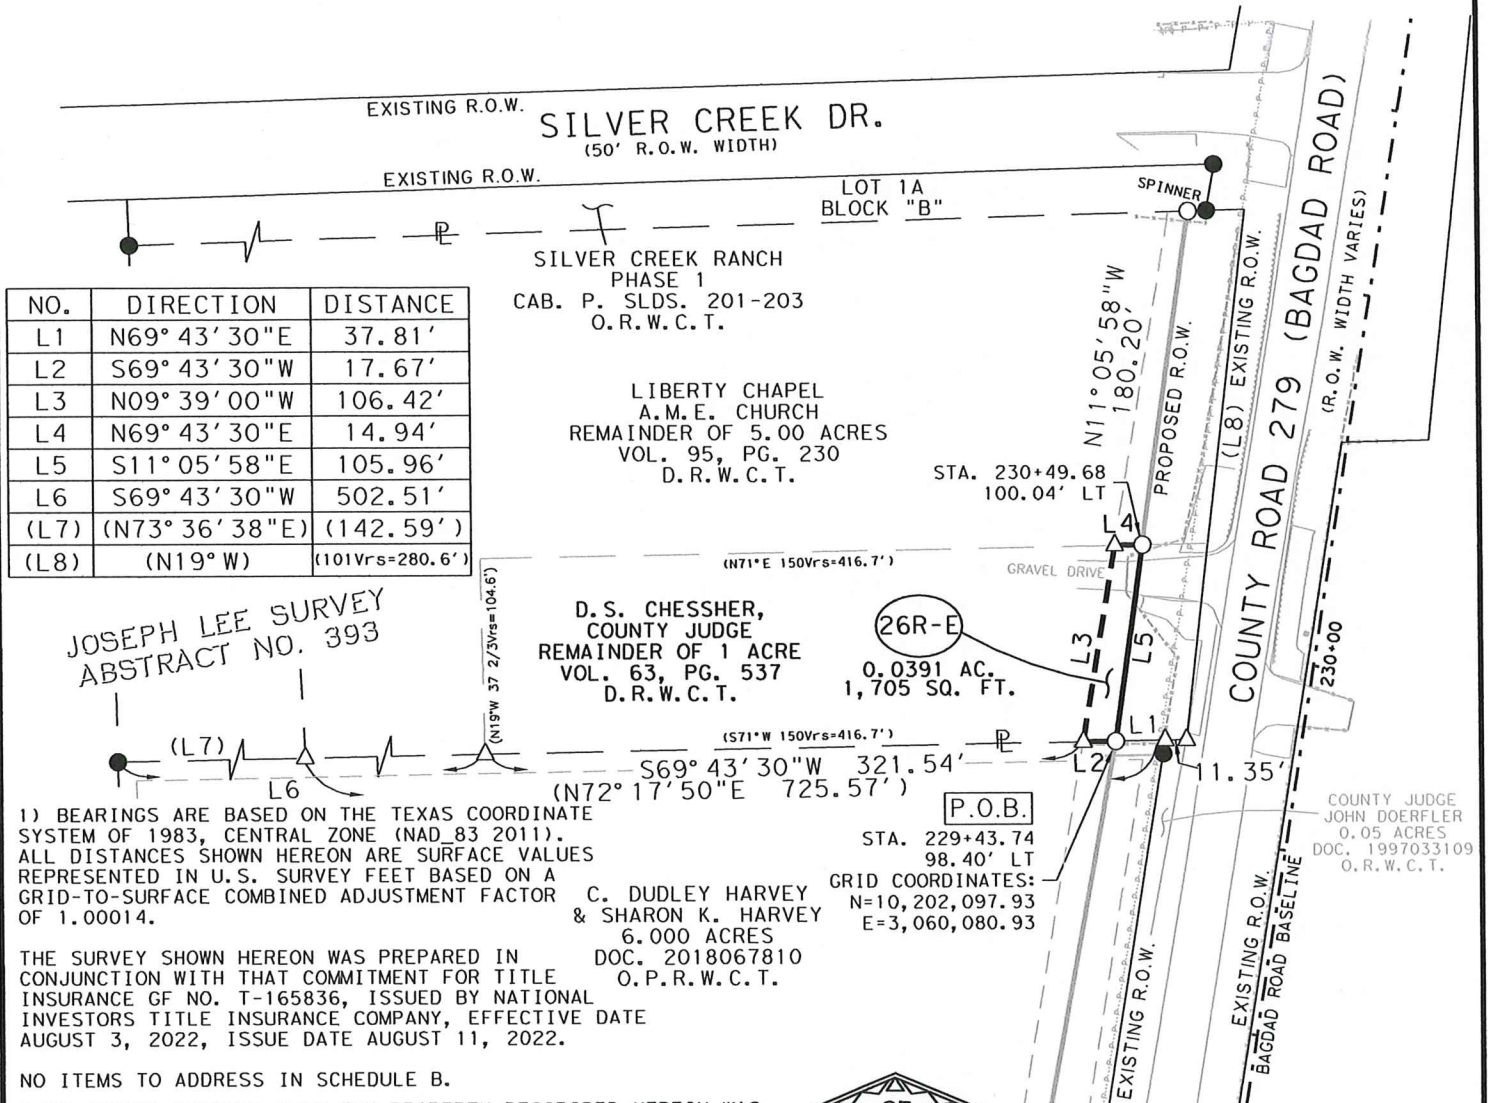 EXISTING R.O.W.
SILVER CREEK DR.
(50' R.O.W. WIDTH)
EXISTING R.O.W.
LOT 1A
BLOCK "B"
SPINNER
SILVER CREEK RANCH
PHASE 1
CAB. P. SLDS. 201-203
O.R.W.C.T.
NO. DIRECTION DISTANCE
L1 N69°43'30"E 37.81'
L2 S69°43'30"W 17.67'
L3 N09°39'00"W 106.42'
L4 N69°43'30"E 14.94'
L5 S11°05'58"E 105.96'
L6 S69°43'30"W 502.51'
(L7) (N73°36'38"E) (142.59')
(L8) (N19°W) (101Vrs=280.6')
LIBERTY CHAPEL
A.M.E. CHURCH
REMAINDER OF 5.00 ACRES
VOL. 95, PG. 230
D.R.W.C.T.
N11°05'58"W
180.20'
PROPOSED R.O.W.
(L8) EXISTING R.O.W.
COUNTY ROAD 279 (BAGDAD ROAD)
(R.O.W. WIDTH VARIES)
STA. 230+49.68
100.04' LT
L4
GRAVEL DRIVE
(N71°E 150Vrs=416.7')
(N19°W 37 2/3Vrs=104.6')
JOSEPH LEE SURVEY
ABSTRACT NO. 393
D.S. CHESSHER,
COUNTY JUDGE
REMAINDER OF 1 ACRE
VOL. 63, PG. 537
D.R.W.C.T.
26R-E
0.0391 AC.
1,705 SQ. FT.
L3
L5
230+00
(L7)
L6
(S71°W 150Vrs=416.7')
PL
S69°43'30"W 321.54'
(N72°17'50"E 725.57')
L1
L2
11.35'
P.O.B.
STA. 229+43.74
98.40' LT
GRID COORDINATES:
N=10,202,097.93
E=3,060,080.93
COUNTY JUDGE
JOHN DOERFLER
0.05 ACRES
DOC. 1997033109
O.R.W.C.T.
1) BEARINGS ARE BASED ON THE TEXAS COORDINATE
SYSTEM OF 1983, CENTRAL ZONE (NAD_83 2011).
ALL DISTANCES SHOWN HEREON ARE SURFACE VALUES
REPRESENTED IN U.S. SURVEY FEET BASED ON A
GRID-TO-SURFACE COMBINED ADJUSTMENT FACTOR
OF 1.00014.
C. DUDLEY HARVEY
& SHARON K. HARVEY
6.000 ACRES
DOC. 2018067810
O.P.R.W.C.T.
THE SURVEY SHOWN HEREON WAS PREPARED IN
CONJUNCTION WITH THAT COMMITMENT FOR TITLE
INSURANCE GF NO. T-165836, ISSUED BY NATIONAL
INVESTORS TITLE INSURANCE COMPANY, EFFECTIVE DATE
AUGUST 3, 2022, ISSUE DATE AUGUST 11, 2022.
NO ITEMS TO ADDRESS IN SCHEDULE B.
EXISTING R.O.W.
EXISTING R.O.W.
BAGDAD ROAD BASELINE
PL